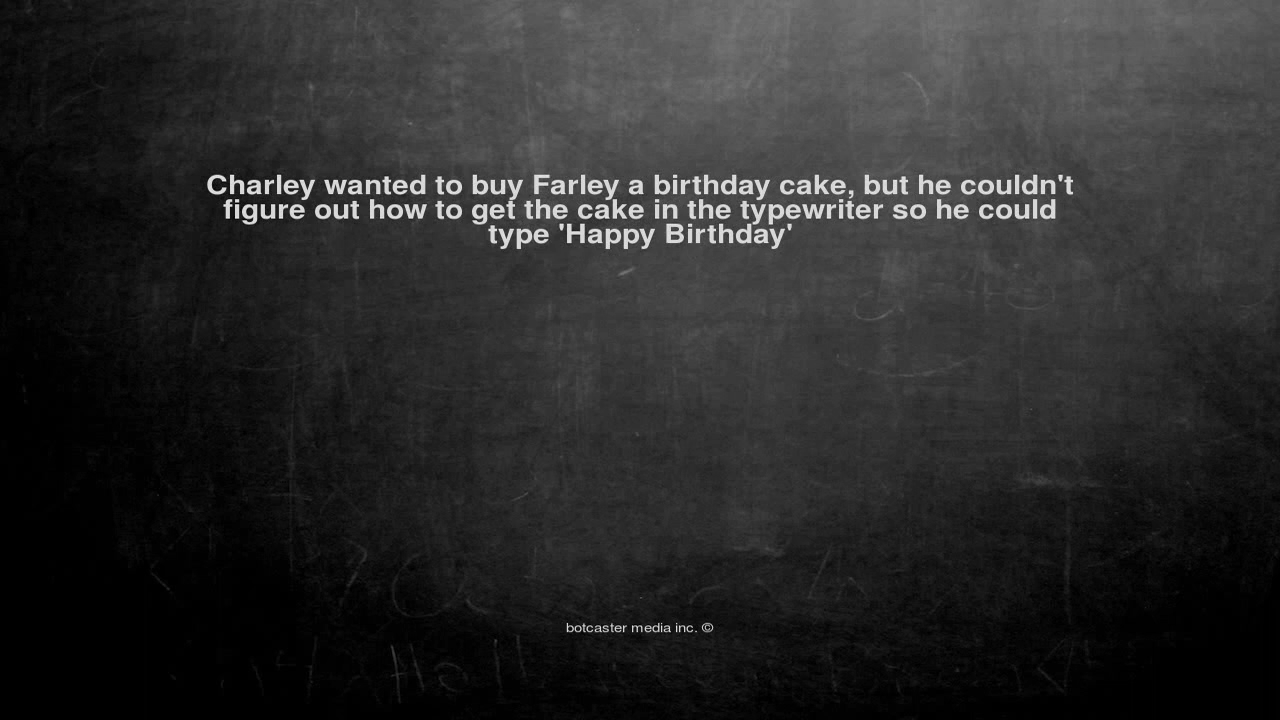 Charley wanted to buy Farley a birthday cake, but he couldn't
figure out how to get the cake in the typewriter so he could
type 'Happy Birthday'
botcaster media inc. ©